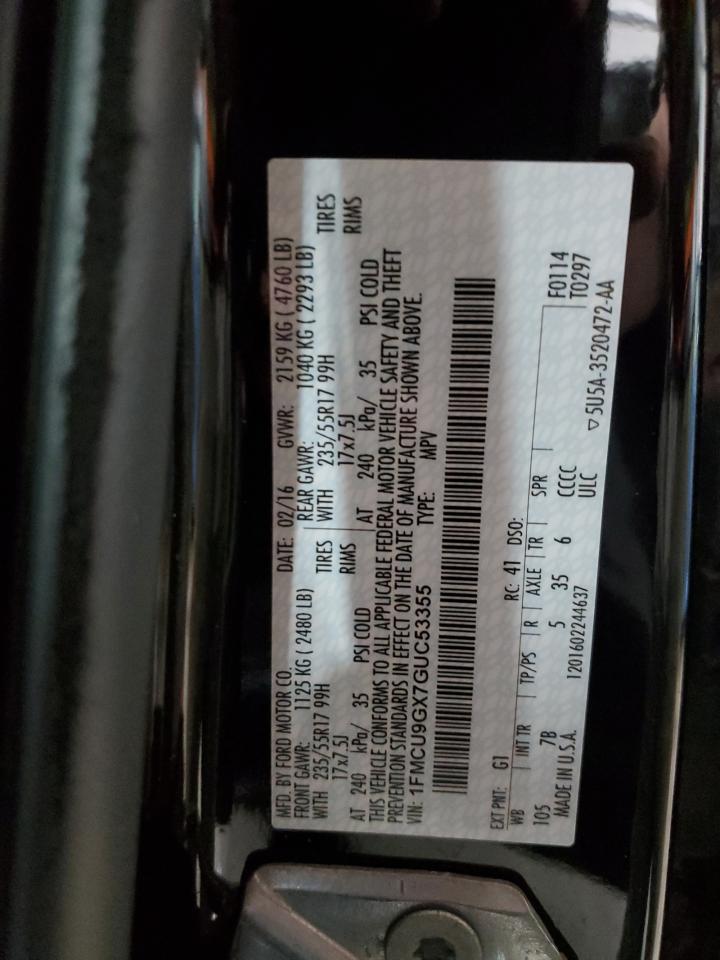 MFD. BY FORD MOTOR CO.
DATE: 02/16 GVWR: 2159 KG ( 4760 LB)
FRONT GAWR: 1125 KG ( 2480 LB) REAR GAWR: 1040 KG ( 2293 LB)
WITH 235/55R17 99H TIRES WITH 235/55R17 99H TIRES
17x7.5J RIMS 17x7.5J RIMS
AT 240 kPa/ 35 PSI COLD AT 240 kPa/ 35 PSI COLD
THIS VEHICLE CONFORMS TO ALL APPLICABLE FEDERAL MOTOR VEHICLE SAFETY AND THEFT
PREVENTION STANDARDS IN EFFECT ON THE DATE OF MANUFACTURE SHOWN ABOVE.
VIN: 1FMCU9GX7GUC53355 TYPE: MPV
EXT PNT: G1 RC: 41 DSO: F0114
WB INT TR TP/PS R AXLE TR SPR T0297
105 7B 5 35 6 CCCC
MADE IN U.S.A. 1201602244637 ULC ▽5U5A-3520472-AA